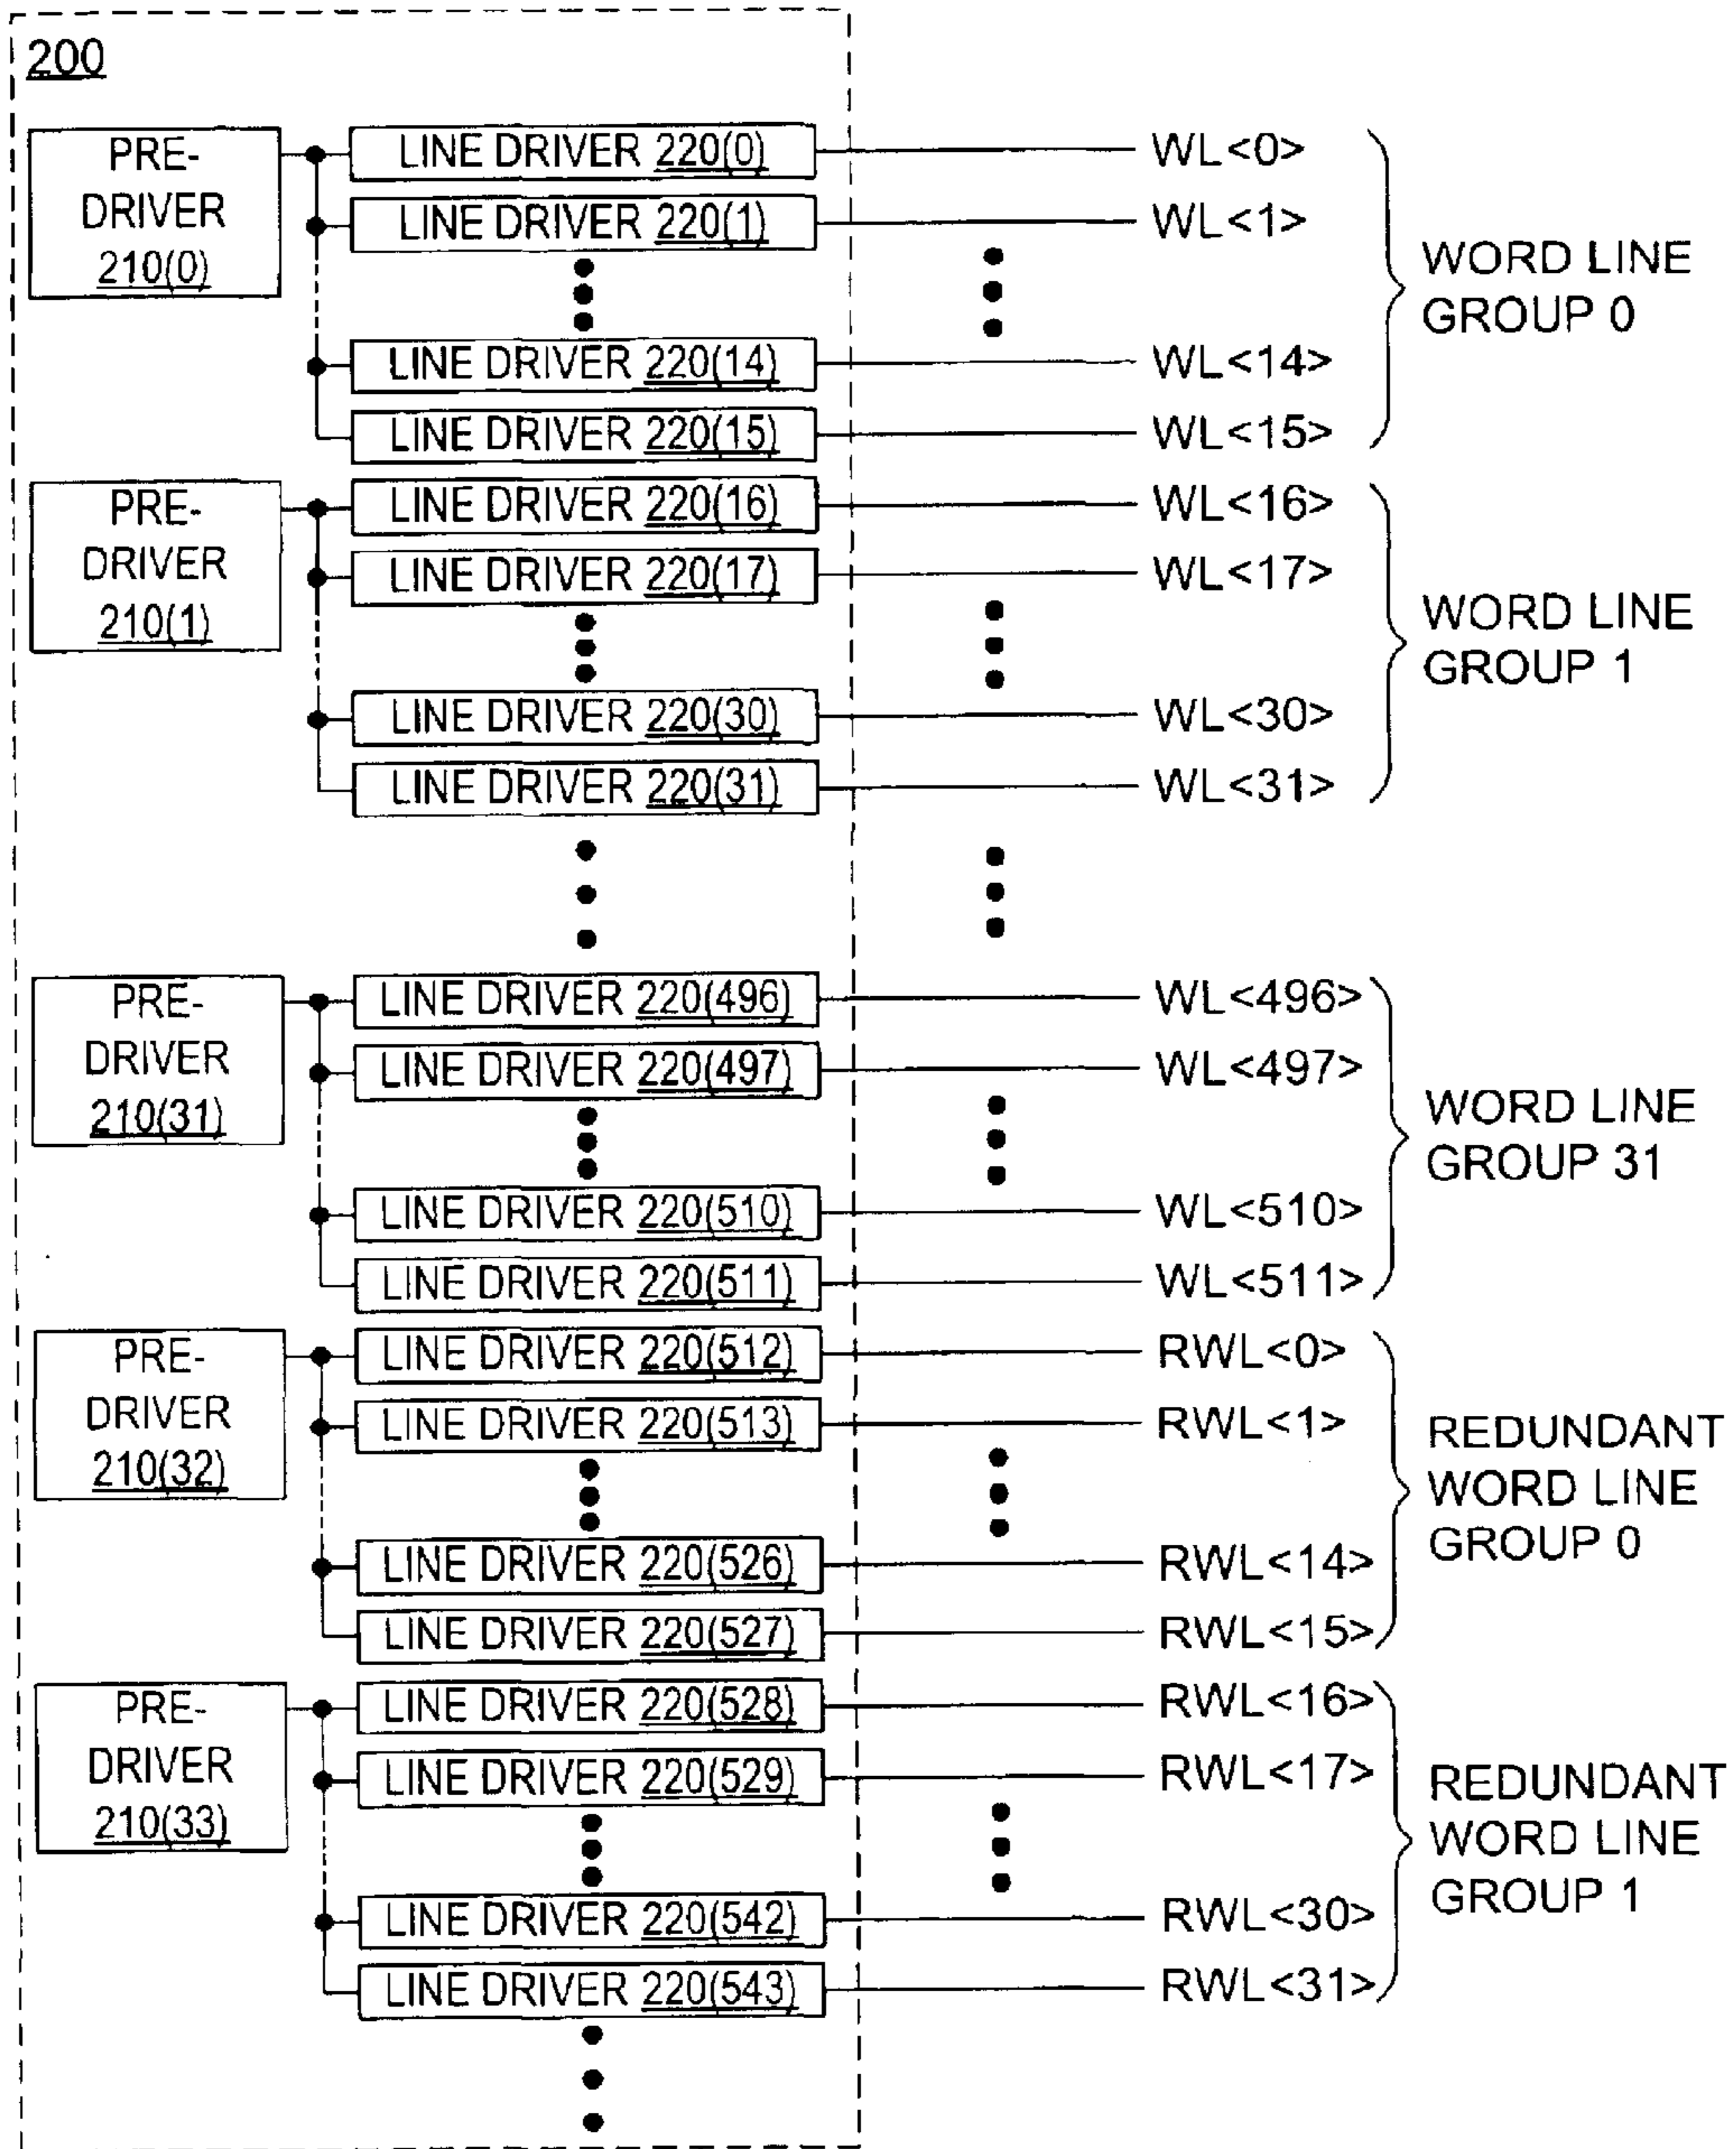 200
PRE-
DRIVER
210(0)
LINE DRIVER 220(0)
WL<0>
LINE DRIVER 220(1)
WL<1>
LINE DRIVER 220(14)
WL<14>
LINE DRIVER 220(15)
WL<15>
WORD LINE
GROUP 0
PRE-
DRIVER
210(1)
LINE DRIVER 220(16)
WL<16>
LINE DRIVER 220(17)
WL<17>
LINE DRIVER 220(30)
WL<30>
LINE DRIVER 220(31)
WL<31>
WORD LINE
GROUP 1
PRE-
DRIVER
210(31)
LINE DRIVER 220(496)
WL<496>
LINE DRIVER 220(497)
WL<497>
LINE DRIVER 220(510)
WL<510>
LINE DRIVER 220(511)
WL<511>
WORD LINE
GROUP 31
PRE-
DRIVER
210(32)
LINE DRIVER 220(512)
RWL<0>
LINE DRIVER 220(513)
RWL<1>
LINE DRIVER 220(526)
RWL<14>
LINE DRIVER 220(527)
RWL<15>
REDUNDANT
WORD LINE
GROUP 0
PRE-
DRIVER
210(33)
LINE DRIVER 220(528)
RWL<16>
LINE DRIVER 220(529)
RWL<17>
LINE DRIVER 220(542)
RWL<30>
LINE DRIVER 220(543)
RWL<31>
REDUNDANT
WORD LINE
GROUP 1